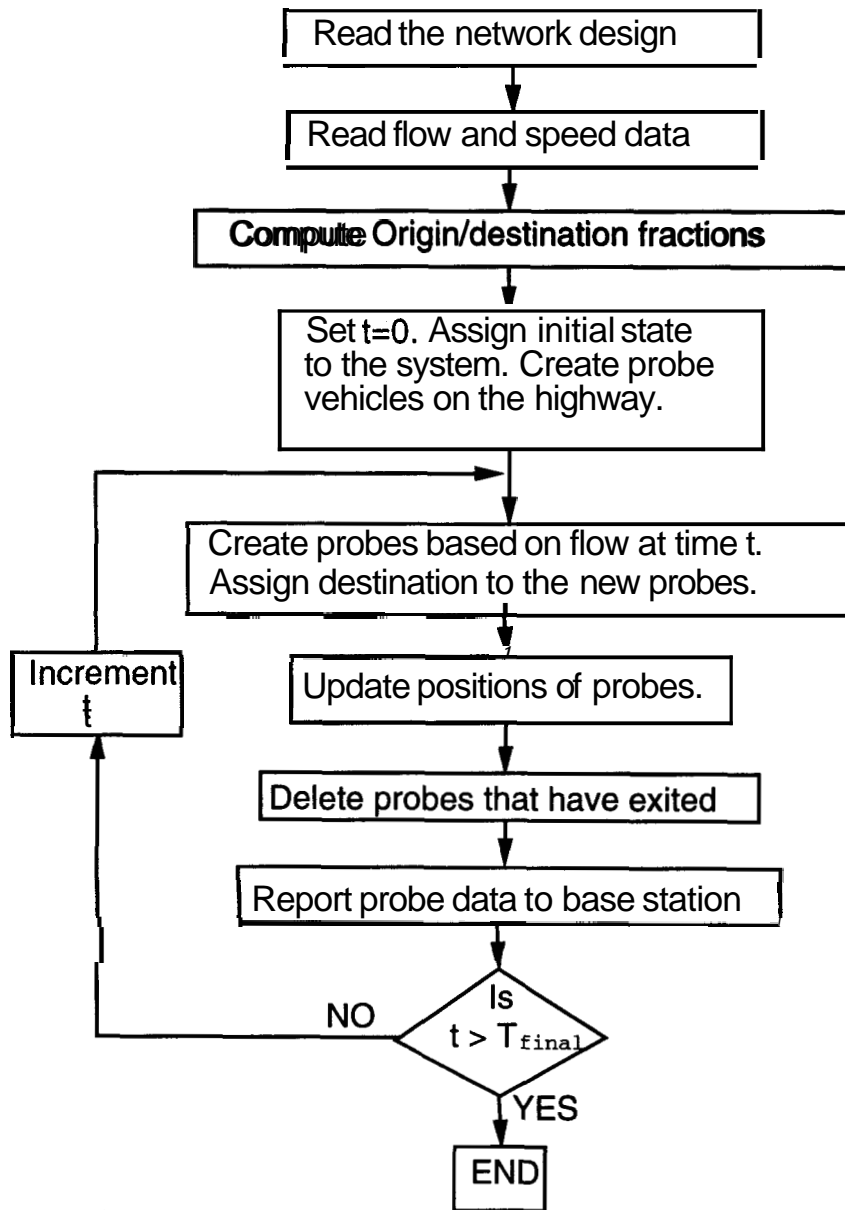 Read the network design
Read flow and speed data
Compute Origin/destination fractions
Set t=0. Assign initial state
to the system. Create probe
vehicles on the highway.
Create probes based on flow at time t.
Assign destination to the new probes.
Increment
t
Update positions of probes.
Delete probes that have exited
Report probe data to base station
Is
NO
t > Tfinal
YES
END